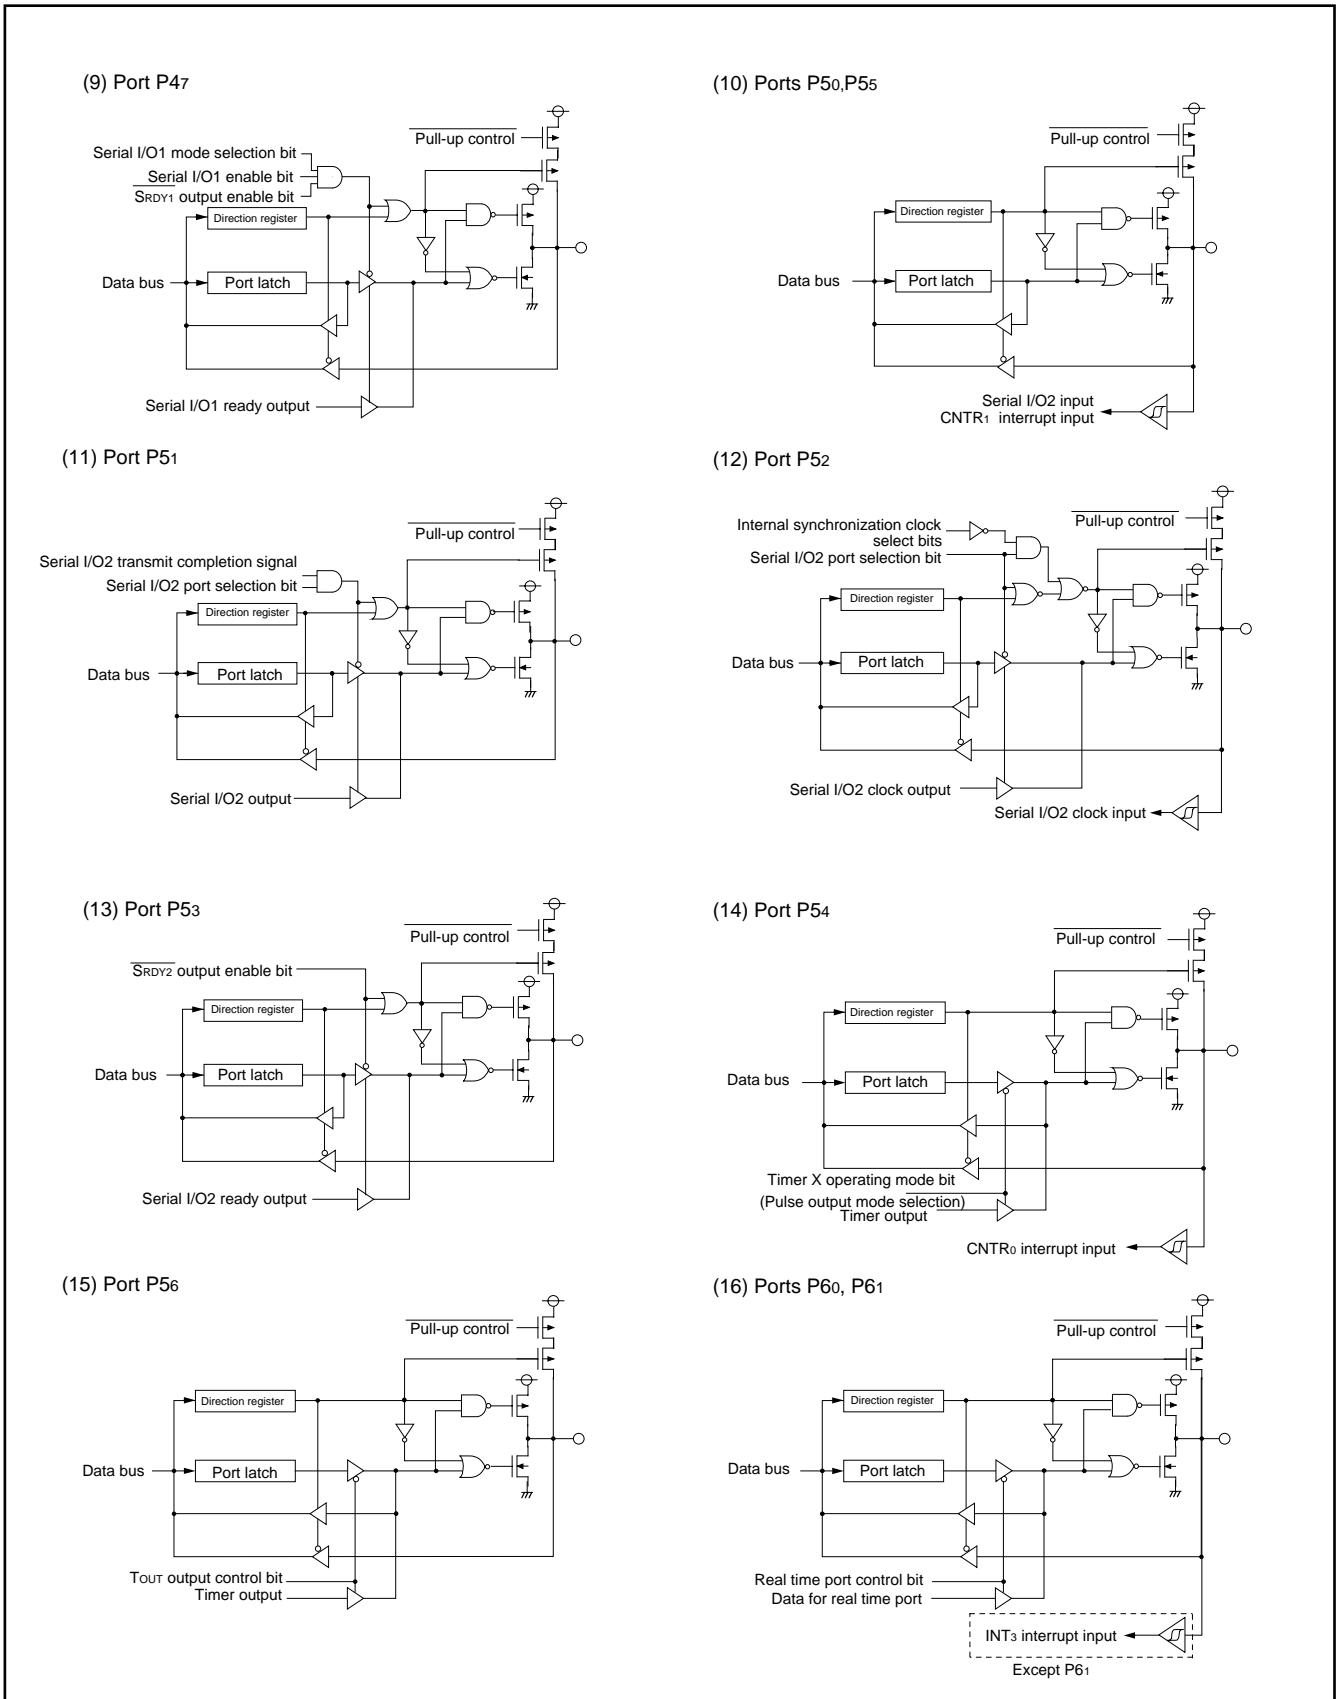 (9) Port P47
Pull-up control
Serial I/O1 mode selection bit
Serial I/O1 enable bit
SRDY1 output enable bit
Direction register
Data bus
Port latch
Serial I/O1 ready output
(10) Ports P50,P55
Pull-up control
Direction register
Data bus
Port latch
Serial I/O2 input
CNTR1 interrupt input
(11) Port P51
Pull-up control
Serial I/O2 transmit completion signal
Serial I/O2 port selection bit
Direction register
Data bus
Port latch
Serial I/O2 output
(12) Port P52
Pull-up control
Internal synchronization clock
select bits
Serial I/O2 port selection bit
Direction register
Data bus
Port latch
Serial I/O2 clock output
Serial I/O2 clock input
(13) Port P53
Pull-up control
SRDY2 output enable bit
Direction register
Data bus
Port latch
Serial I/O2 ready output
(14) Port P54
Pull-up control
Direction register
Data bus
Port latch
Timer X operating mode bit
(Pulse output mode selection)
Timer output
CNTR0 interrupt input
(15) Port P56
Pull-up control
Direction register
Data bus
Port latch
TOUT output control bit
Timer output
(16) Ports P60, P61
Pull-up control
Direction register
Data bus
Port latch
Real time port control bit
Data for real time port
INT3 interrupt input
Except P61